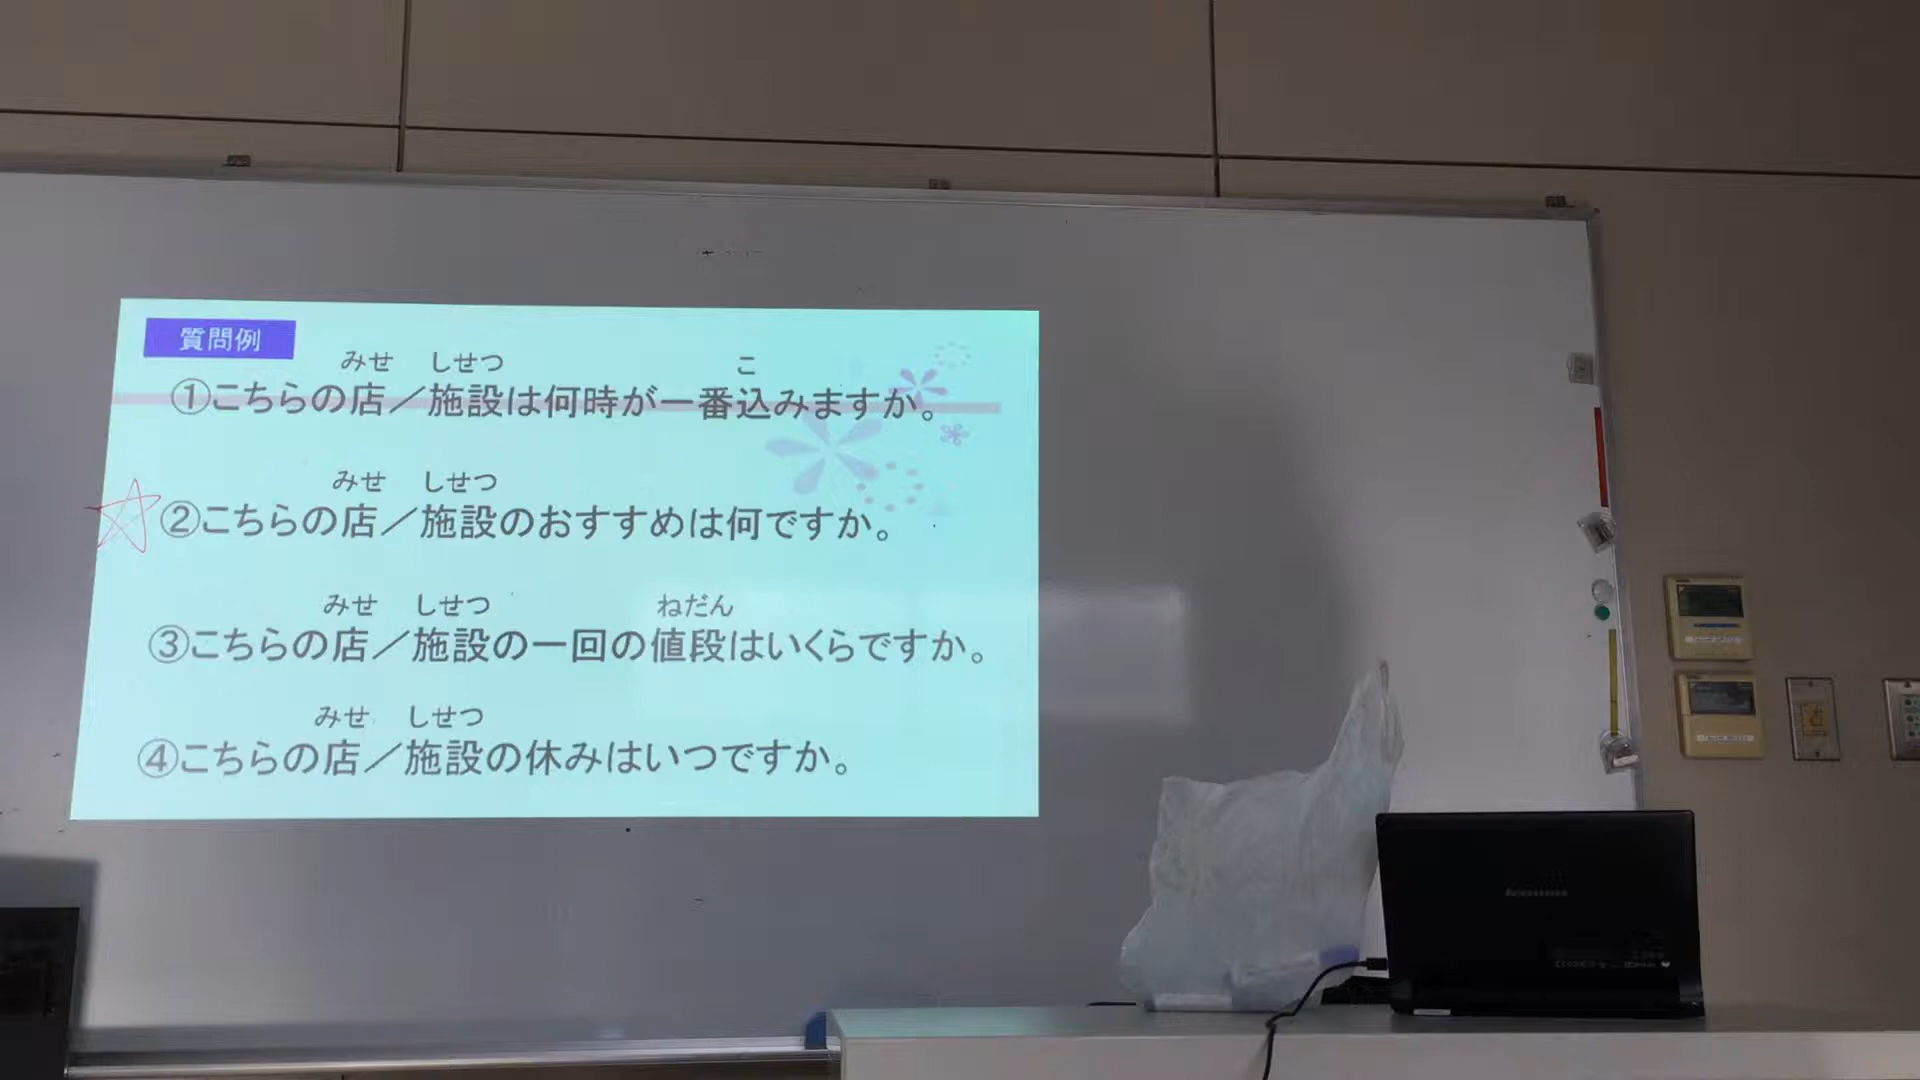 質問例
みせ しせつ こ
①こちらの店／施設は何時が一番込みますか。
みせ しせつ
②こちらの店／施設のおすすめは何ですか。
みせ しせつ ねだん
③こちらの店／施設の一回の値段はいくらですか。
みせ しせつ
④こちらの店／施設の休みはいつですか。